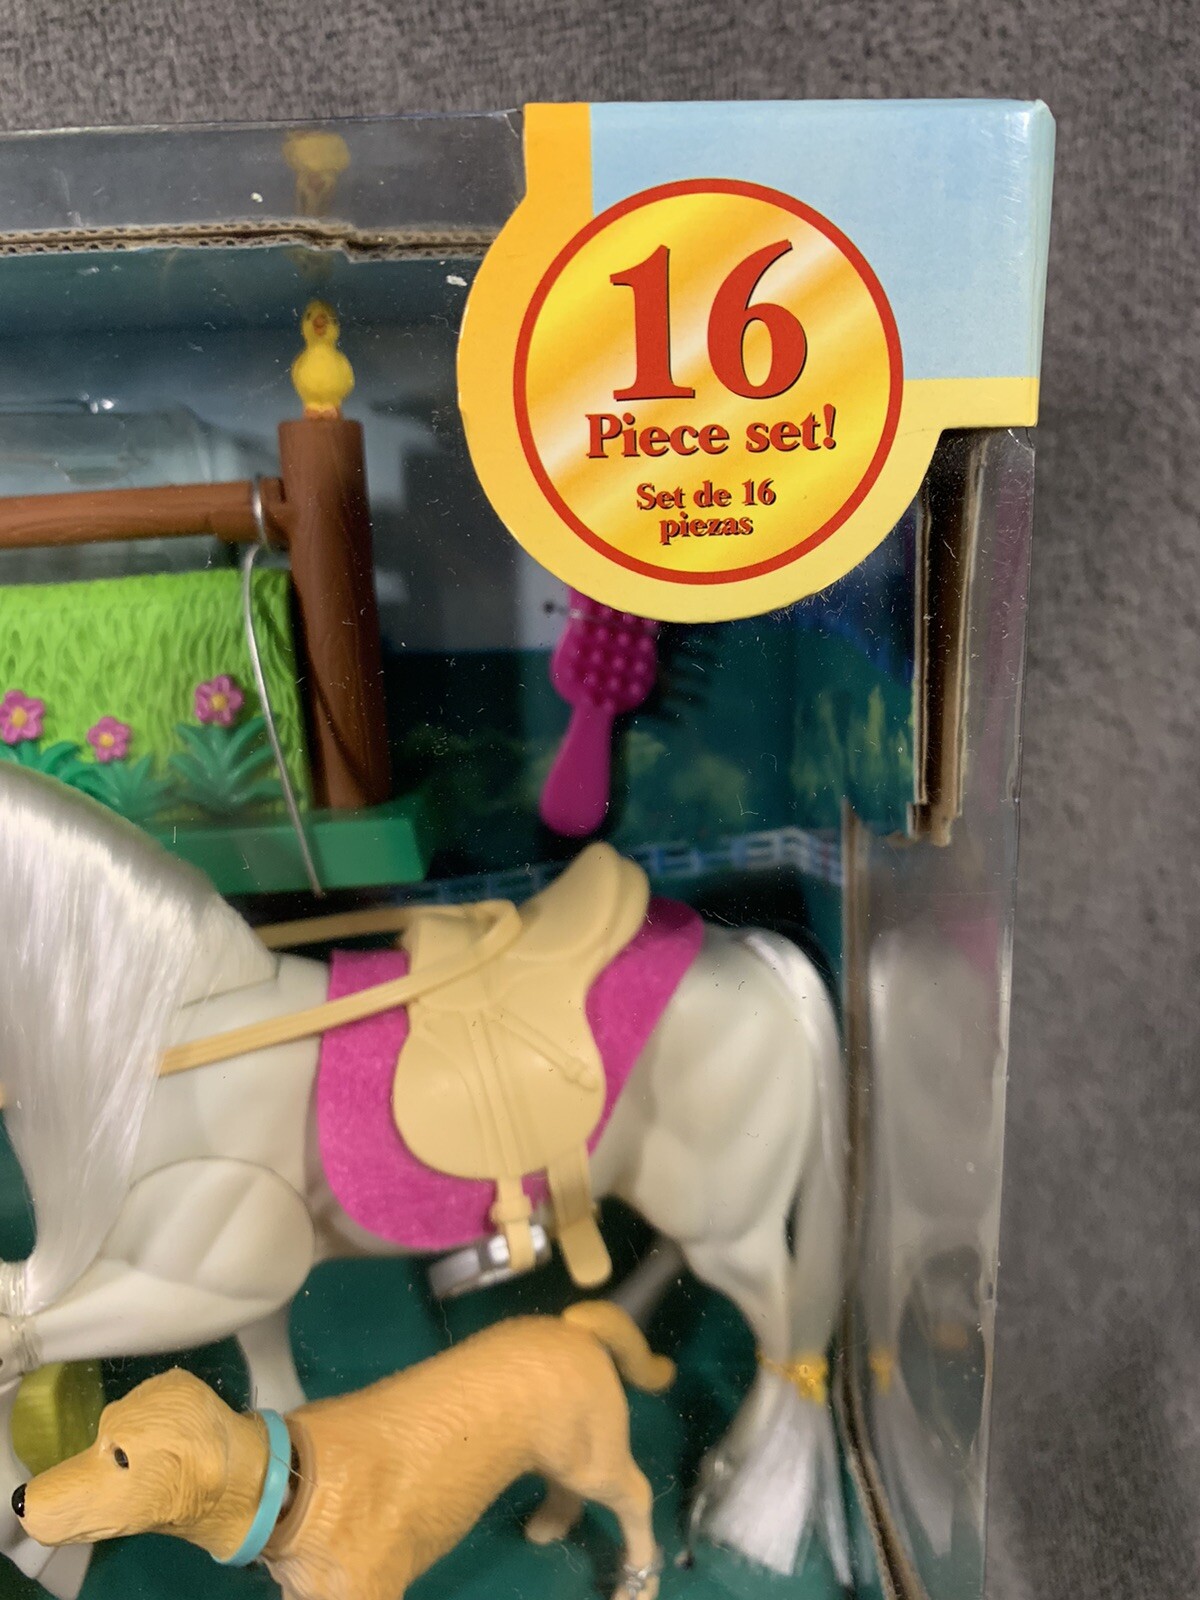 16
Piece set!
Set de 16
piezas